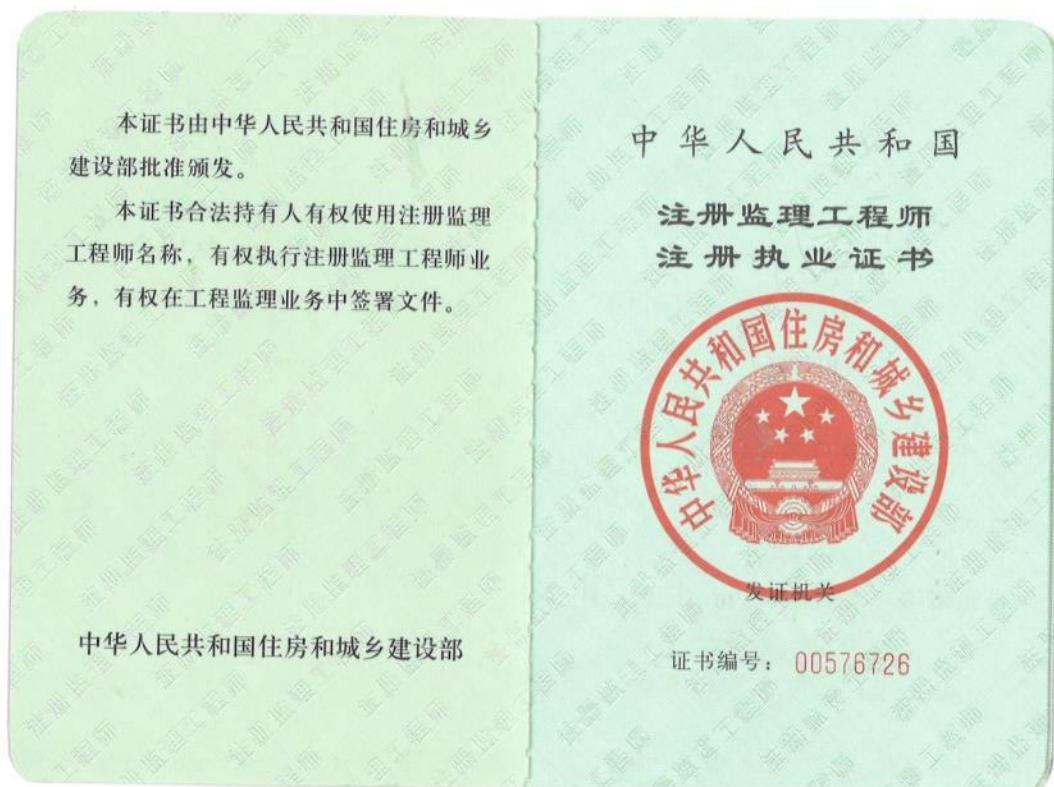 本证书由中华人民共和国住房和城乡
建设部批准颁发。
本证书合法持有人有权使用注册监理
工程师名称，有权执行注册监理工程师业
务，有权在工程监理业务中签署文件。
中华人民共和国住房和城乡建设部
中华人民共和国
注册监理工程师
注册执业证书
中华人民共和国住房和城乡建设部
发证机关
证书编号：00576726